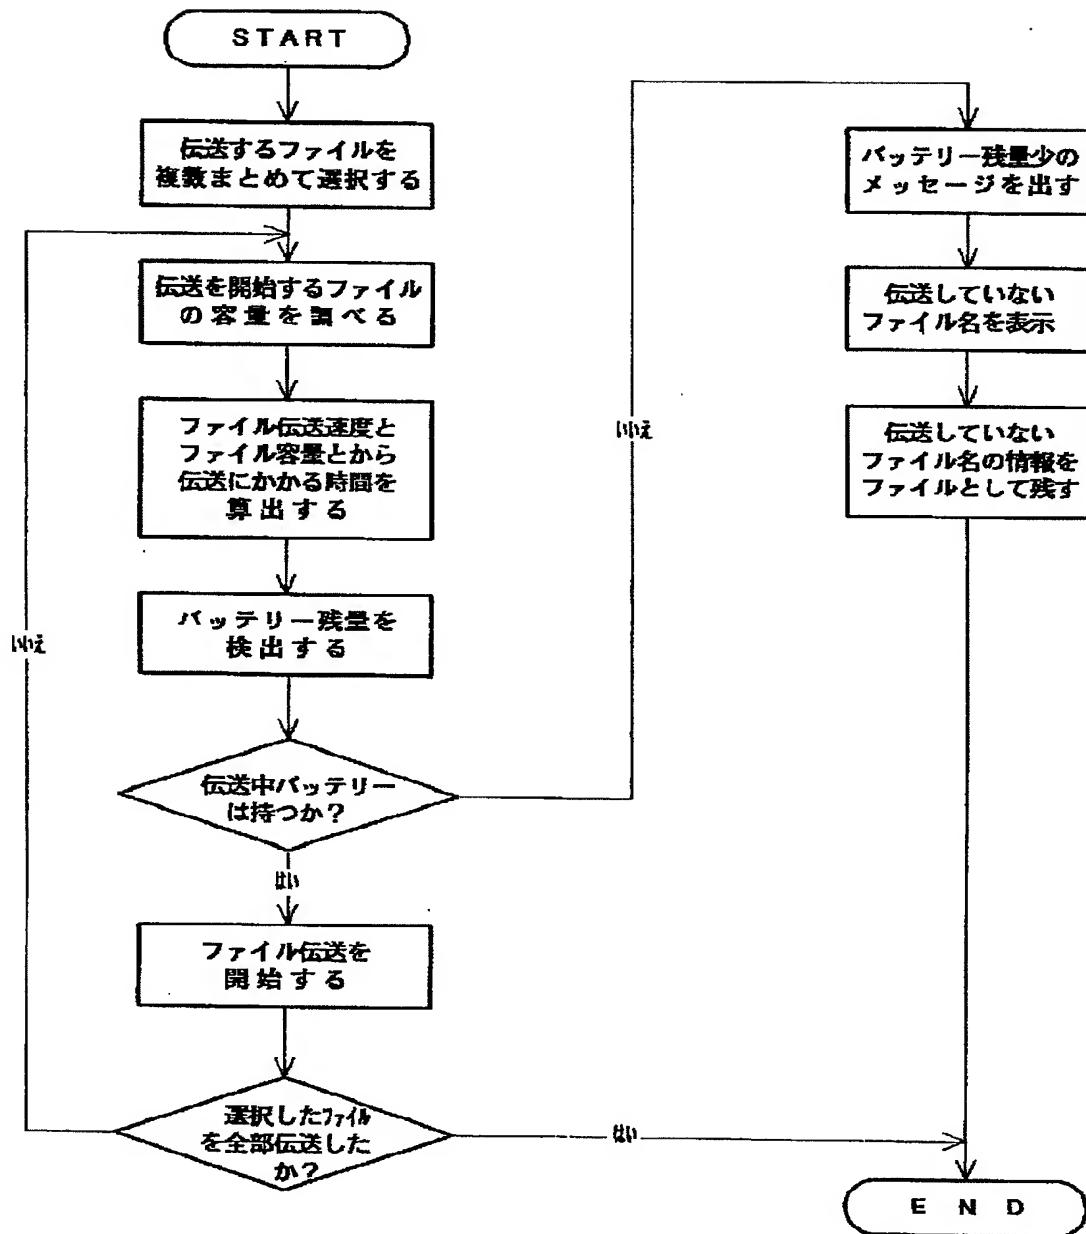 START
伝送するファイルを
複数まとめて選択する
伝送を開始するファイル
の容量を調べる
ファイル伝送速度と
ファイル容量とから
伝送にかかる時間を
算出する
バッテリー残量を
検出する
伝送中バッテリー
は持つか?
はい
ファイル伝送を
開始する
選択したファイル
を全部伝送した
か?
いいえ
はい
いいえ
バッテリー残量少の
メッセージを出す
伝送していない
ファイル名を表示
伝送していない
ファイル名の情報を
ファイルとして残す
END